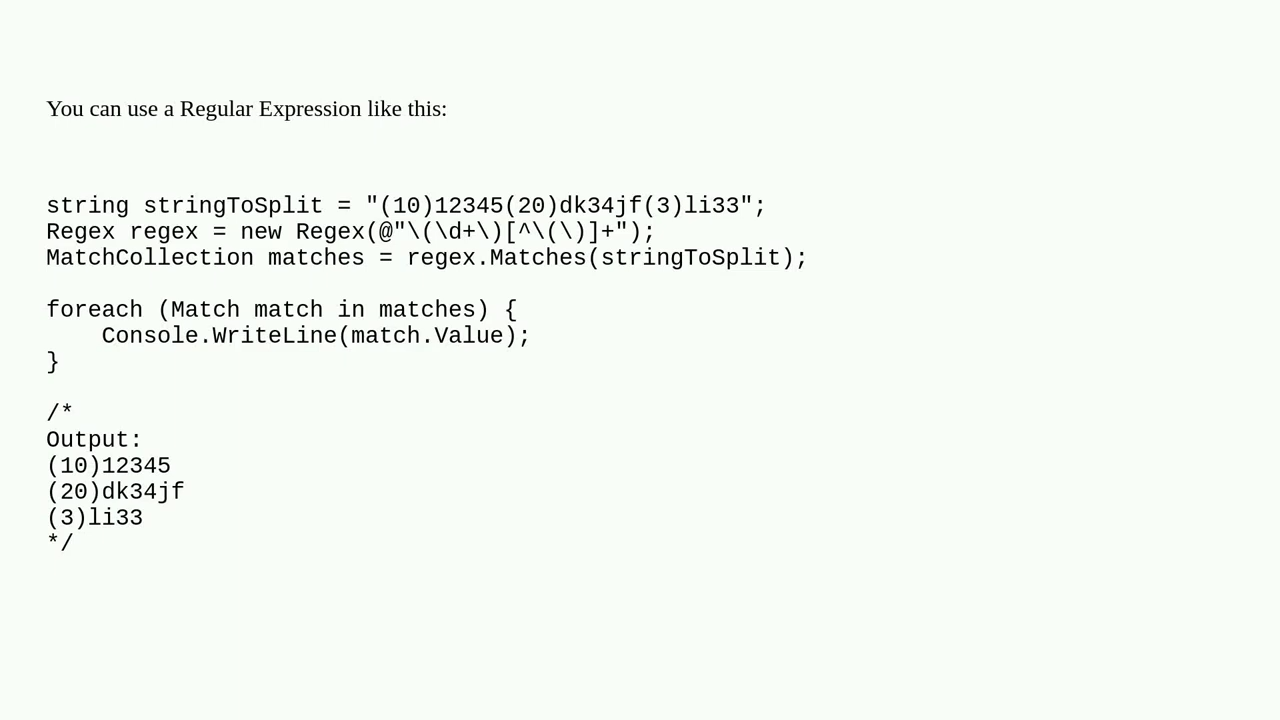 You can use a Regular Expression like this:
string stringToSplit = "(10)12345(20)dk34jf(3)li33";
Regex regex = new Regex(@"\(\d+\)[^\(\)]+");
MatchCollection matches = regex.Matches(stringToSplit);
foreach (Match match in matches) {
    Console.WriteLine(match.Value);
}
/*
Output:
(10)12345
(20)dk34jf
(3)li33
*/